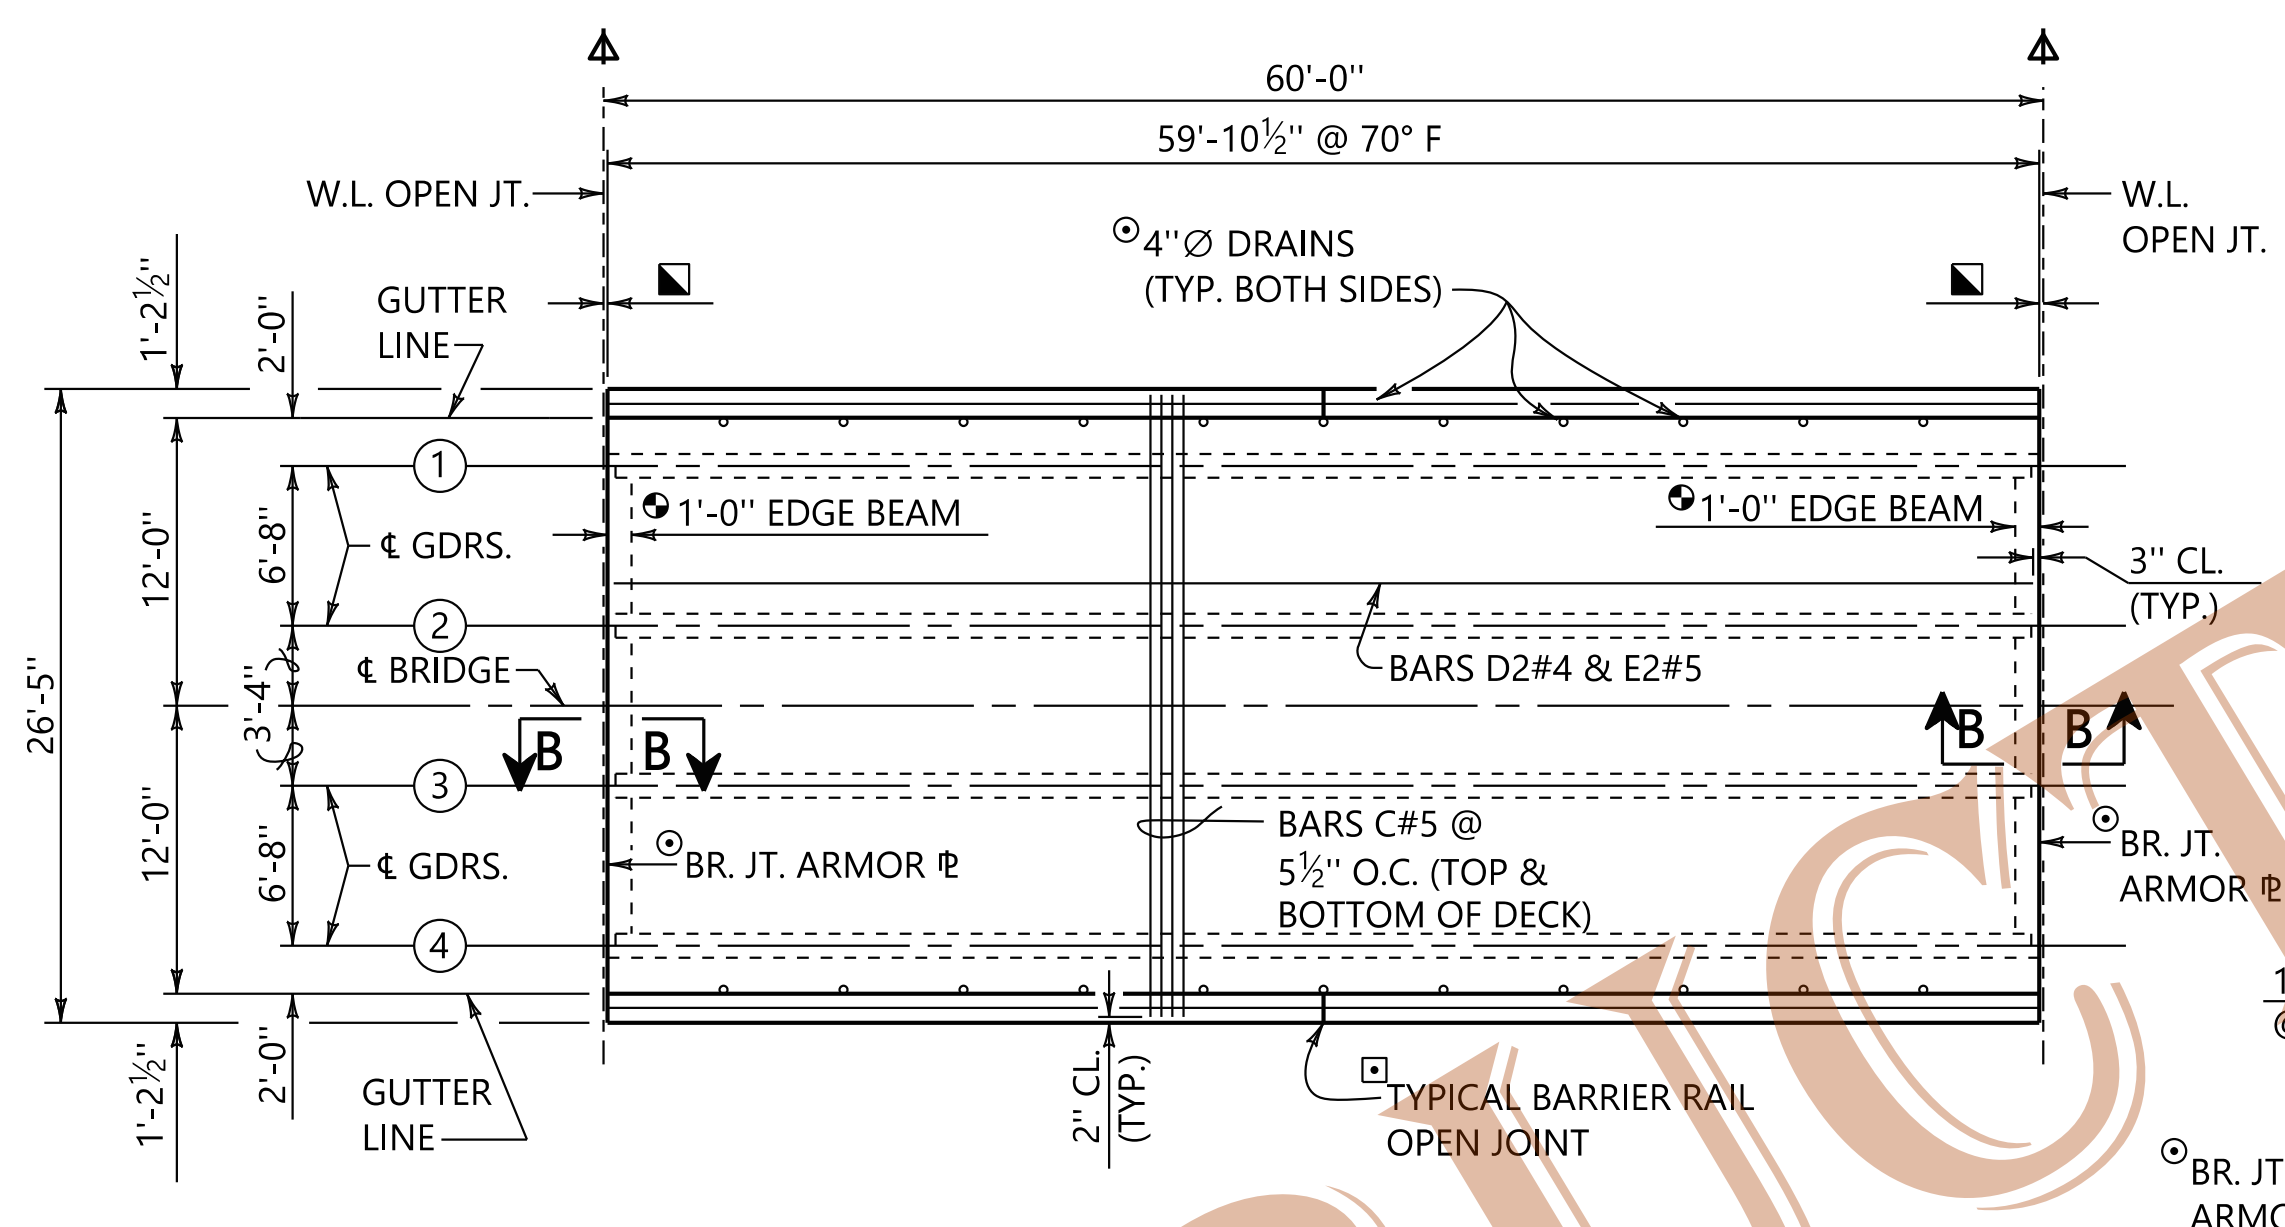 60'-0"
59'-10½" @ 70° F
W.L. OPEN JT.
W.L.
OPEN JT.
4"Ø DRAINS
(TYP. BOTH SIDES)
1'-2½"
2'-0"
GUTTER
LINE
1
1'-0" EDGE BEAM
1'-0" EDGE BEAM
12'-0"
6'-8"
℄ GDRS.
3" CL.
(TYP.)
2
BARS D2#4 & E2#5
℄ BRIDGE
3'-4"
26'-5"
B
B
B
B
3
BARS C#5 @
5½" O.C. (TOP &
BOTTOM OF DECK)
12'-0"
6'-8"
℄ GDRS.
BR. JT. ARMOR ⅊
BR. JT.
ARMOR ⅊
4
1'-2½"
2'-0"
GUTTER
LINE
2" CL.
(TYP.)
TYPICAL BARRIER RAIL
OPEN JOINT
BR. JT